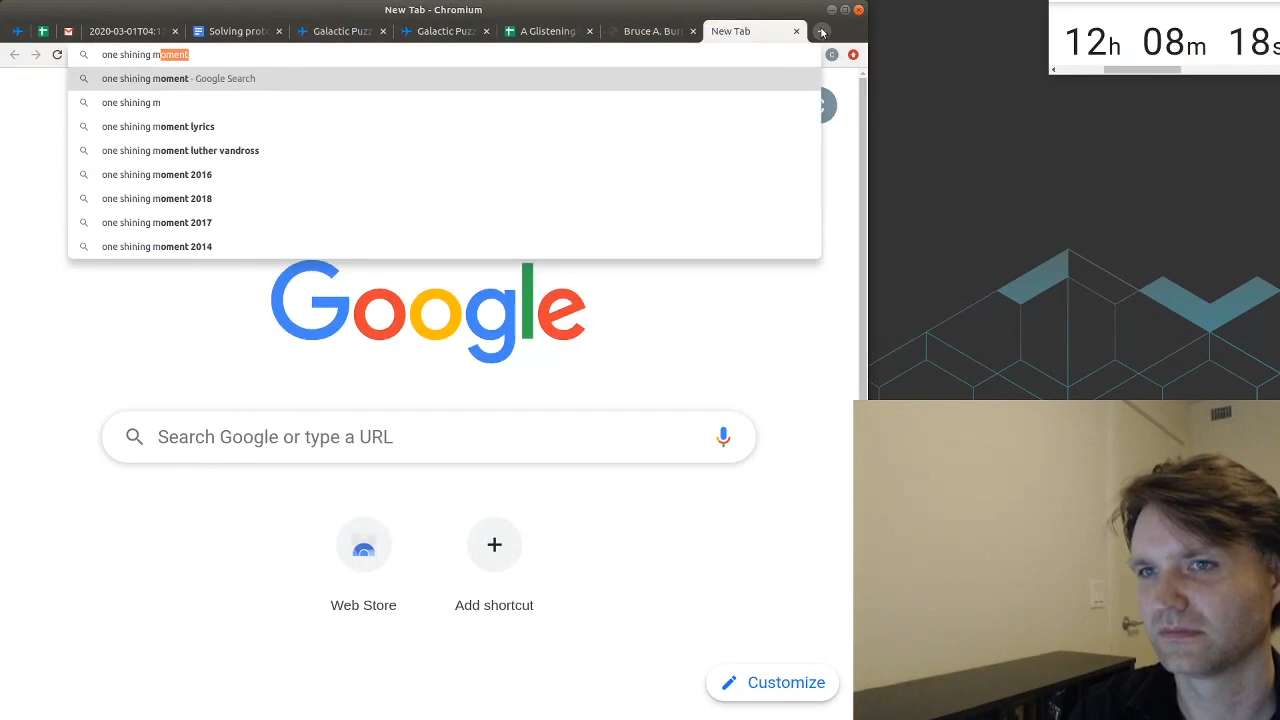 New Tab - Chromium
2020-03-01T04:1
Solving prot
Galactic Puzz
Galactic Puz
A Glistening
Bruce A. Bur
New Tab
one shining moment
C
one shining moment - Google Search
one shining m
one shining moment lyrics
one shining moment luther vandross
one shining moment 2016
one shining moment 2018
one shining moment 2017
one shining moment 2014
12h 08m 18s
Google
Search Google or type a URL
Web Store
Add shortcut
Customize